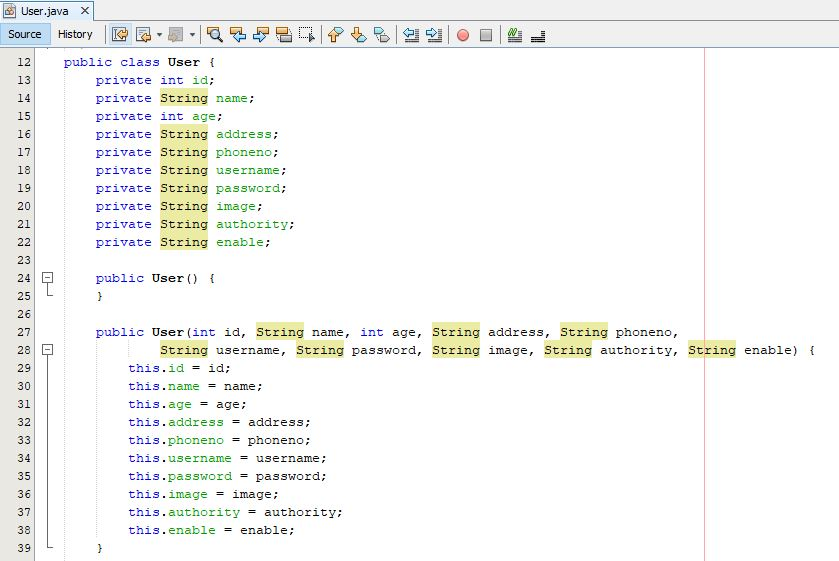 User.java
Source History
12 public class User {
13 private int id;
14 private String name;
15 private int age;
16 private String address;
17 private String phoneno;
18 private String username;
19 private String password;
20 private String image;
21 private String authority;
22 private String enable;
23
24 public User() {
25 }
26
27 public User(int id, String name, int age, String address, String phoneno,
28 String username, String password, String image, String authority, String enable) {
29 this.id = id;
30 this.name = name;
31 this.age = age;
32 this.address = address;
33 this.phoneno = phoneno;
34 this.username = username;
35 this.password = password;
36 this.image = image;
37 this.authority = authority;
38 this.enable = enable;
39 }